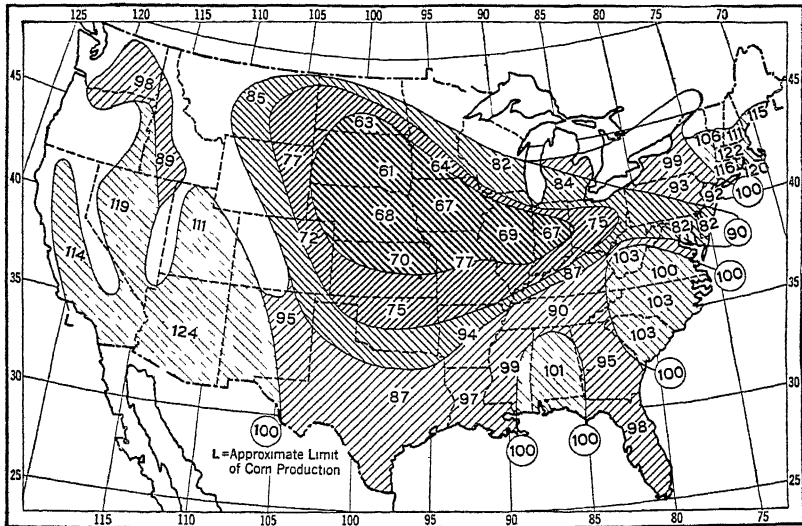 125 120 115 110 105 100 95 90 85 80 75 70
45 98 85 115 45
106 111
63
122
77 64 82 99 116
89 61 84 120
93 100
40 92 40
119 67
68 75 82 82
111 72 69 67 90
114 70 77 87 103 100
35 75 103 100 35
90
124 95 94 103
L
99 101 95
30 87 97 100 30
100 98
100 100
L=Approximate Limit
of Corn Production
25 25
115 110 105 100 95 90 85 80
L